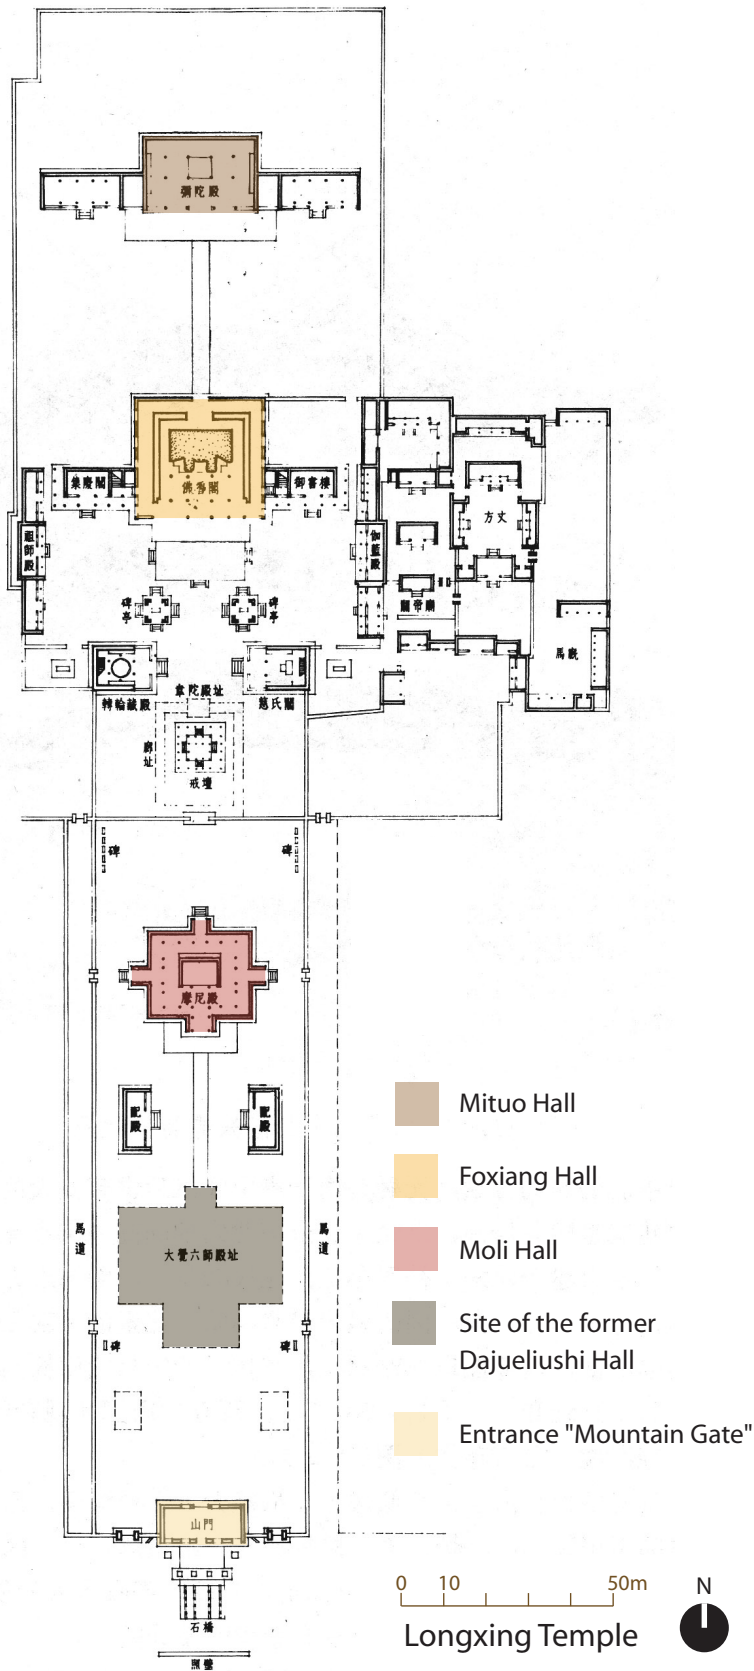 彌陀殿
集慶閣
佛香閣
御書樓
祖師殿
伽藍殿
方丈
碑亭
碑亭
關帝廟
馬廄
轉輪藏殿
韋陀殿址
慈氏閣
廊址
戒壇
碑
碑
摩尼殿
配殿
配殿
Mituo Hall
Foxiang Hall
馬道
大覺六師殿址
馬道
Moli Hall
Site of the former
Dajueliushi Hall
碑
碑
Entrance "Mountain Gate"
山門
0 10 50m
N
Longxing Temple
石橋
照壁